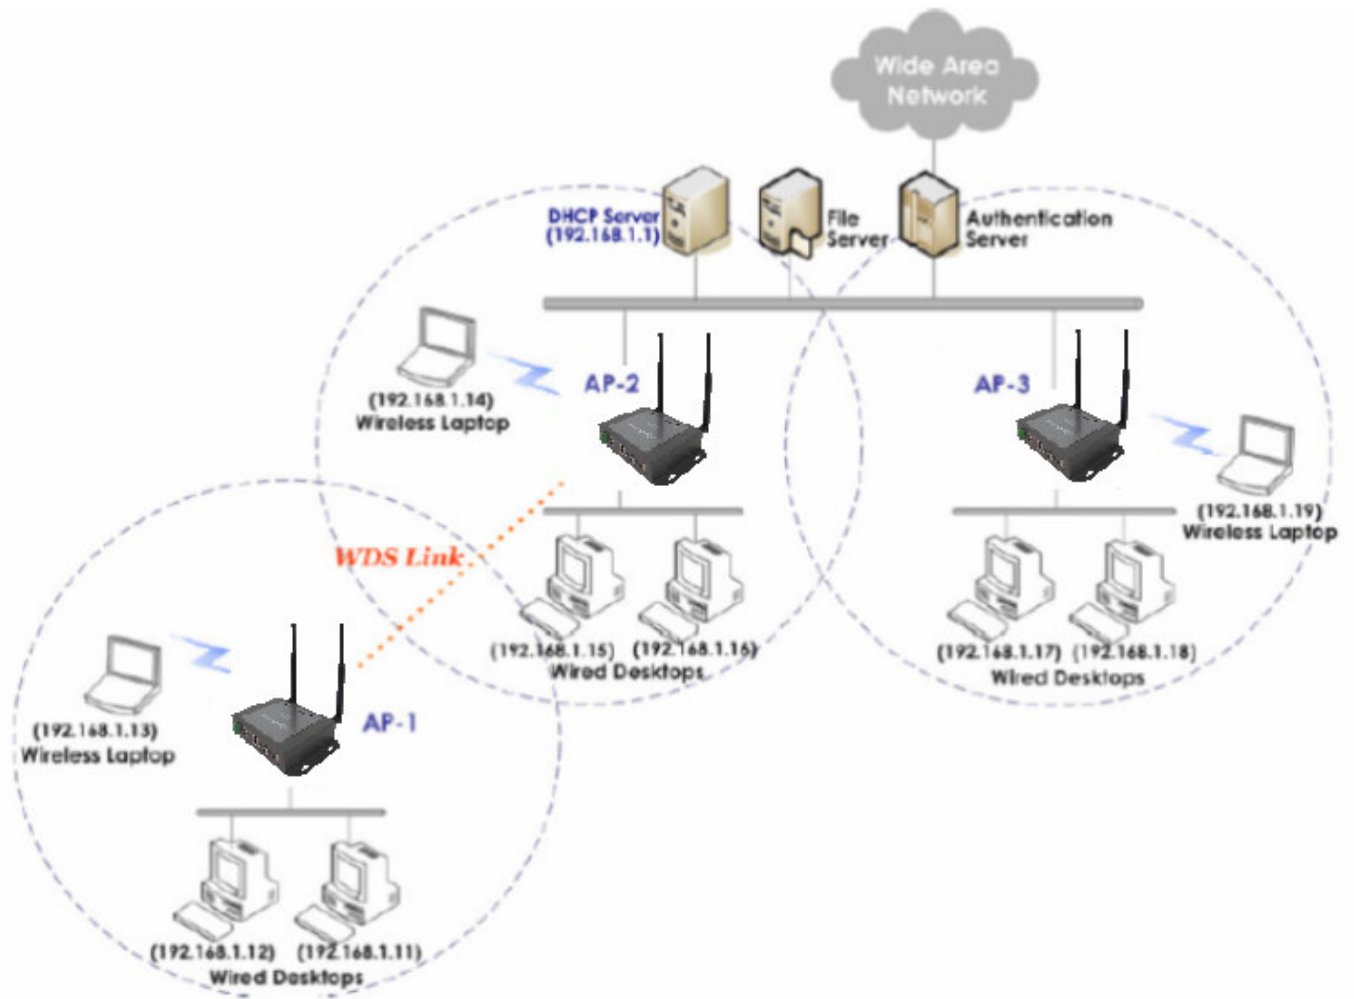 Wide Area
Network
DHCP Server
(192.168.1.1)
File
Server
Authentication
Server
AP-2
AP-3
(192.168.1.14)
Wireless Laptop
(192.168.1.19)
Wireless Laptop
WDS Link
(192.168.1.15) (192.168.1.16)
Wired Desktops
(192.168.1.17) (192.168.1.18)
Wired Desktops
AP-1
(192.168.1.13)
Wireless Laptop
(192.168.1.12) (192.168.1.11)
Wired Desktops